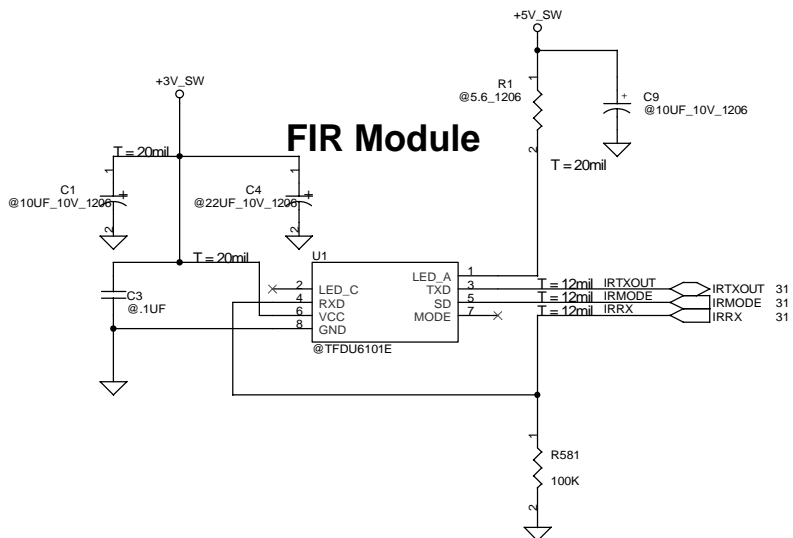 +5V_SW
+3V_SW
1
R1
@5.6_1206
2
+
C9
@10UF_10V_1206
FIR Module
T = 20mil
T = 20mil
1
C1
+
@10UF_10V_1206
2
1
C4
+
@22UF_10V_1206
2
T = 20mil
U1
C3
@.1UF
2 LED_C
4 RXD
6 VCC
8 GND
LED_A 1
TXD 3
SD 5
MODE 7
@TFDU6101E
T = 12mil IRTXOUT
T = 12mil IRMODE
T = 12mil IRRX
IRTXOUT 31
IRMODE 31
IRRX 31
1
R581
100K
2